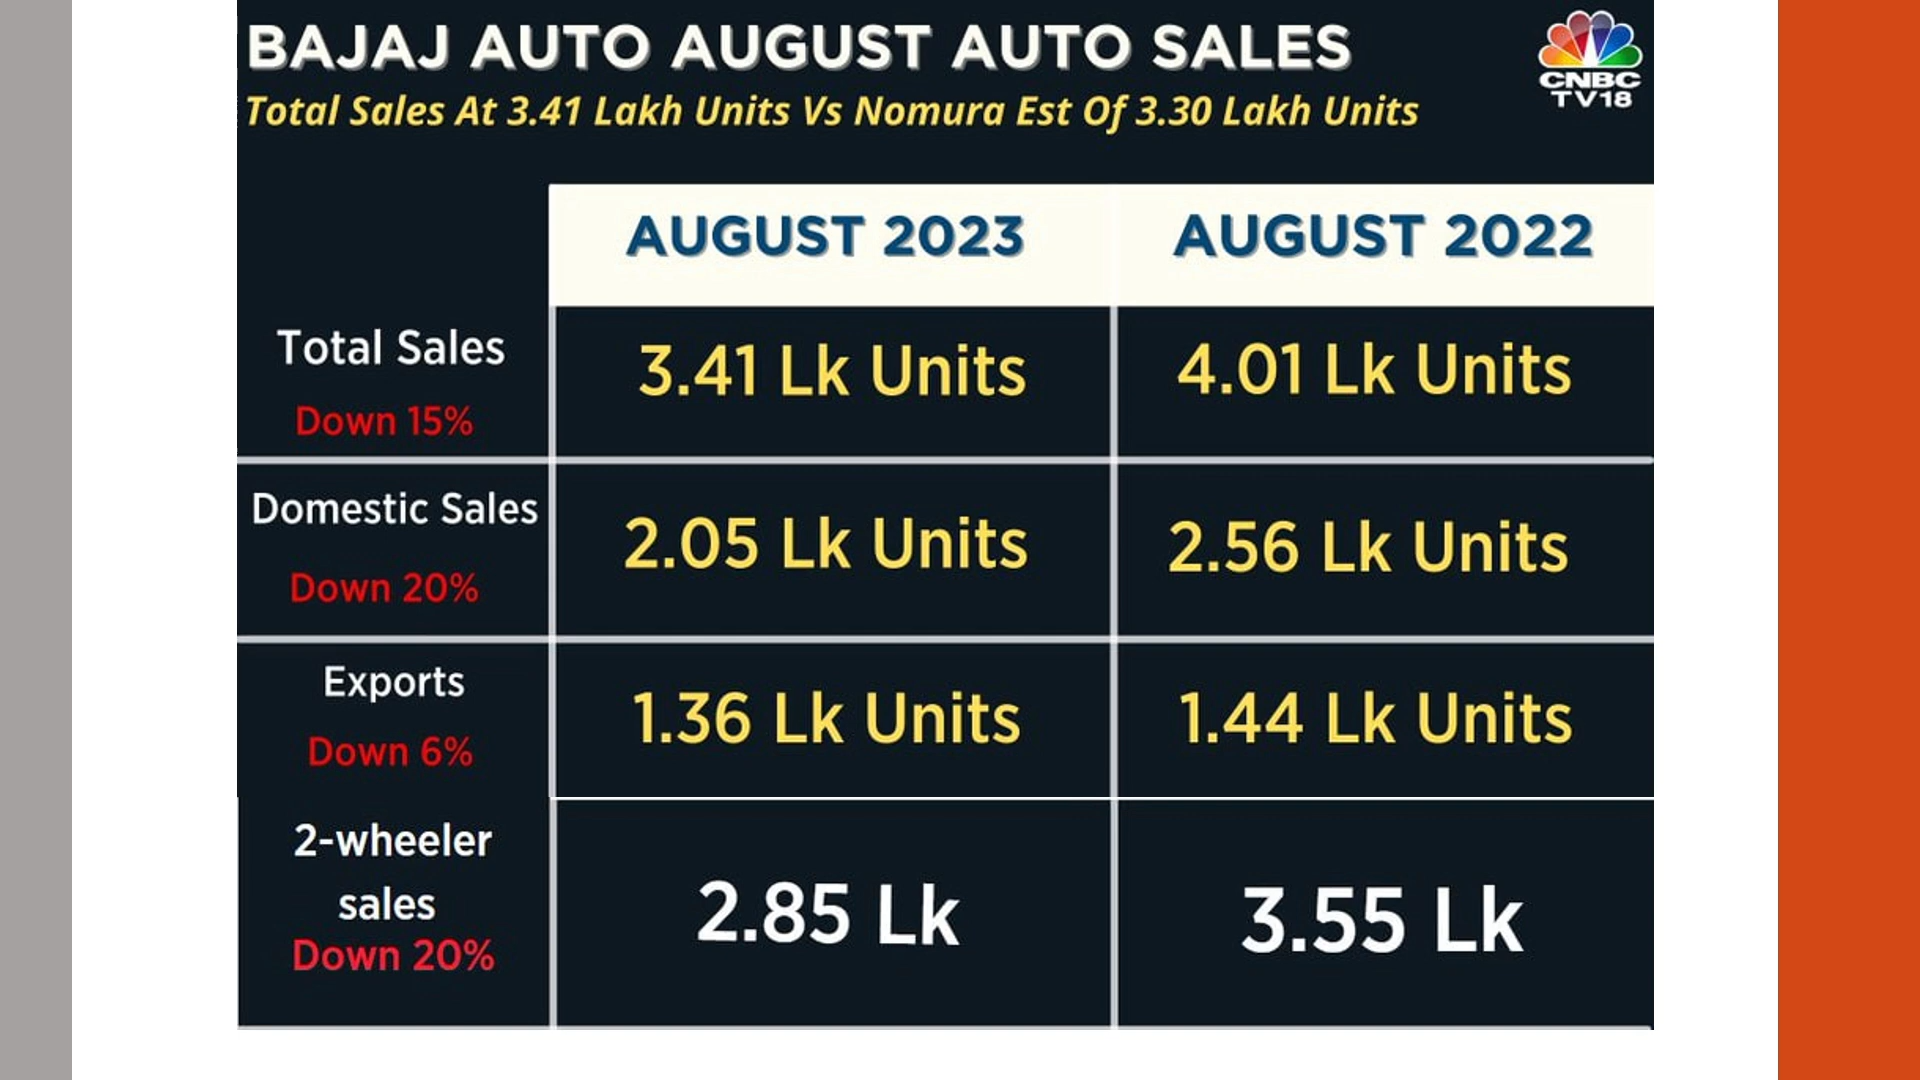 BAJAJ AUTO AUGUST AUTO SALES
Total Sales At 3.41 Lakh Units Vs Nomura Est Of 3.30 Lakh Units
CNBC
TV18
AUGUST 2023
AUGUST 2022
Total Sales
Down 15%
3.41 Lk Units
4.01 Lk Units
Domestic Sales
Down 20%
2.05 Lk Units
2.56 Lk Units
Exports
Down 6%
1.36 Lk Units
1.44 Lk Units
2-wheeler
sales
Down 20%
2.85 Lk
3.55 Lk